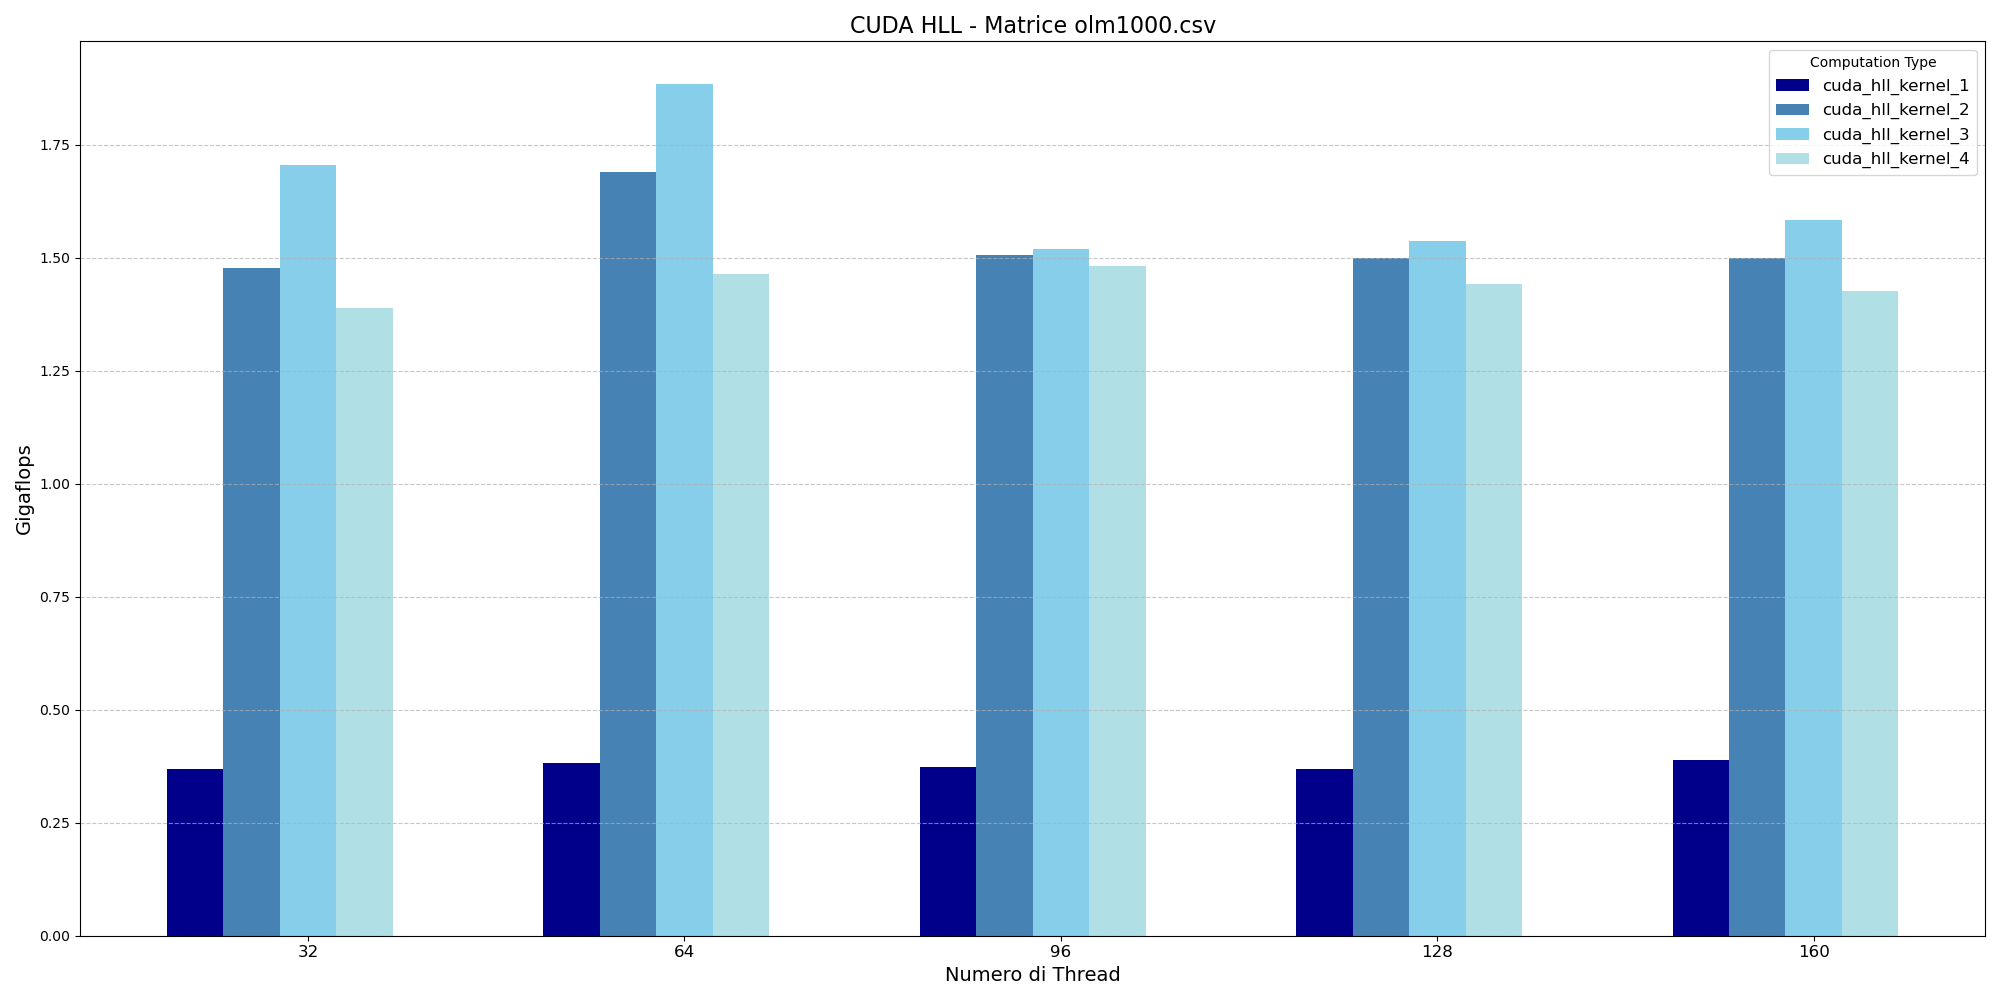 CUDA HLL - Matrice olm1000.csv
Computation Type
cuda_hll_kernel_1
cuda_hll_kernel_2
cuda_hll_kernel_3
cuda_hll_kernel_4
Gigaflops
1.75
1.50
1.25
1.00
0.75
0.50
0.25
0.00
32 64 96 128 160
Numero di Thread